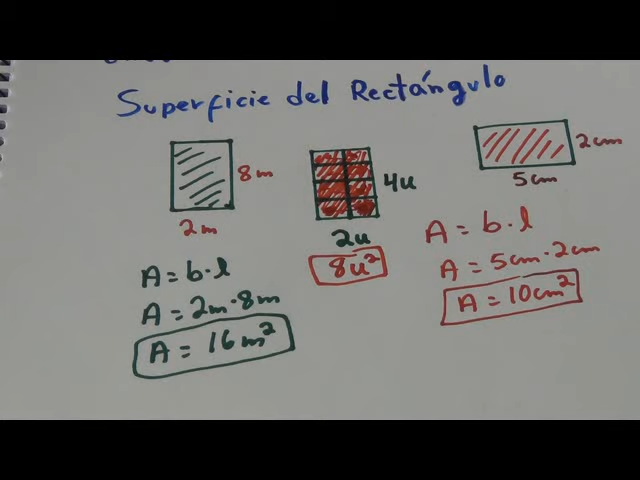 Superficie del Rectángulo
8m
2m
A = b·l
A = 2m·8m
A = 16m²
4u
2u
8u²
2cm
5cm
A = b·l
A = 5cm·2cm
A = 10cm²